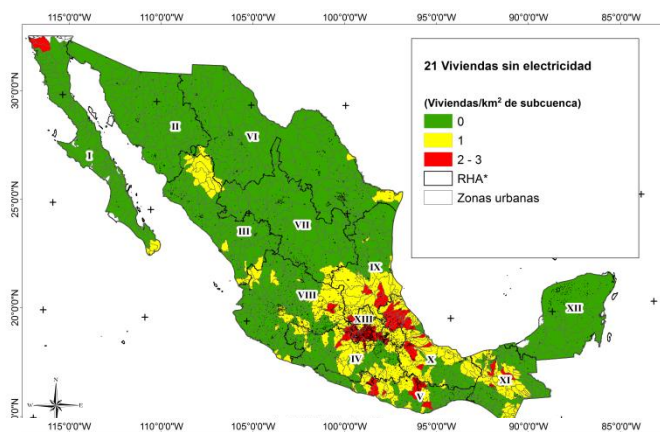 115°0'0"W 110°0'0"W 105°0'0"W 100°0'0"W 95°0'0"W 90°0'0"W 85°0'0"W
30°0'0"N
25°0'0"N
20°0'0"N
21 Viviendas sin electricidad
(Viviendas/km² de subcuenca)
0
1
2 - 3
RHA*
Zonas urbanas
I
II
VI
III
VII
IX
VIII
XIII
IV
X
V
XI
XII
N
E
115°0'0"W 110°0'0"W 105°0'0"W 100°0'0"W 95°0'0"W 90°0'0"W 85°0'0"W